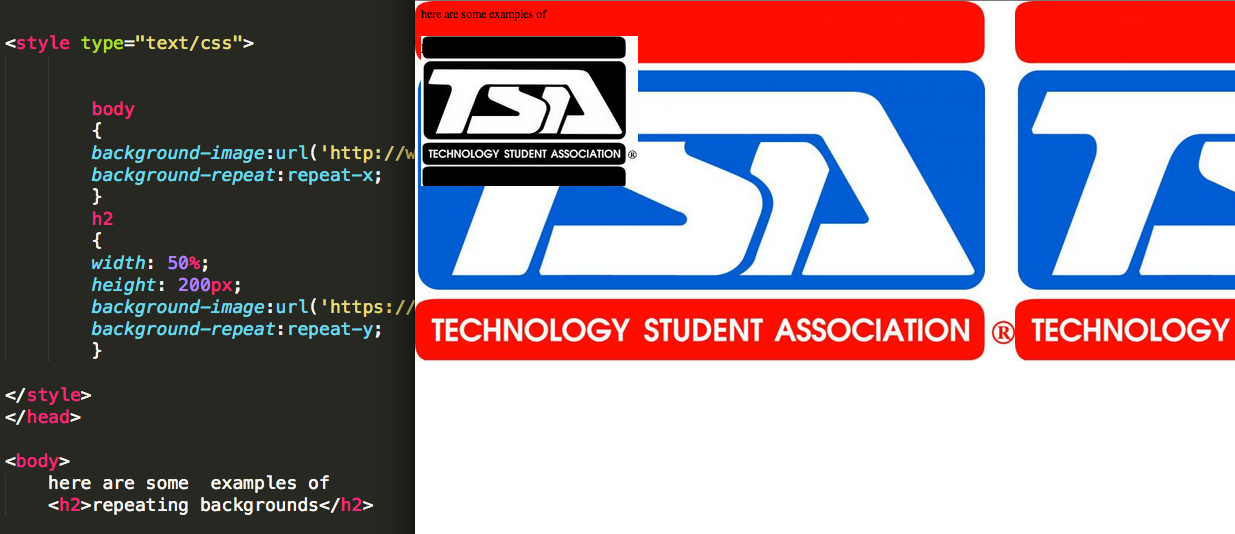 <style type="text/css">
body
{
background-image:url('http://w
background-repeat:repeat-x;
}
h2
{
width: 50%;
height: 200px;
background-image:url('https://
background-repeat:repeat-y;
}
</style>
</head>
<body>
here are some  examples of
<h2>repeating backgrounds</h2>
here are some examples of
TSA
TECHNOLOGY STUDENT ASSOCIATION ®
TSA
TECHNOLOGY STUDENT ASSOCIATION ®
TECHNOLOGY